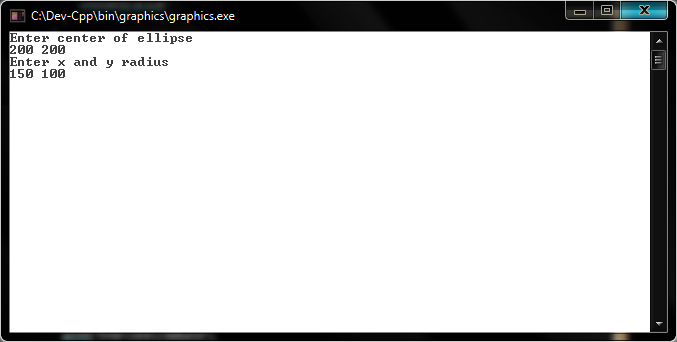 C:\Dev-Cpp\bin\graphics\graphics.exe
Enter center of ellipse
200 200
Enter x and y radius
150 100